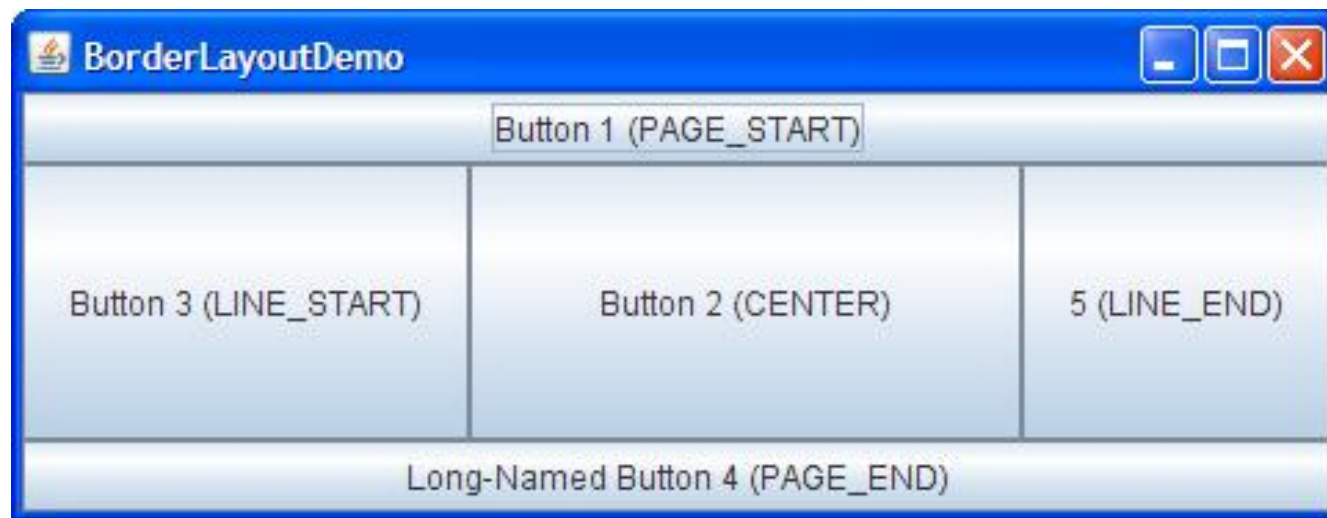 BorderLayoutDemo
Button 1 (PAGE_START)
Button 3 (LINE_START)
Button 2 (CENTER)
5 (LINE_END)
Long-Named Button 4 (PAGE_END)